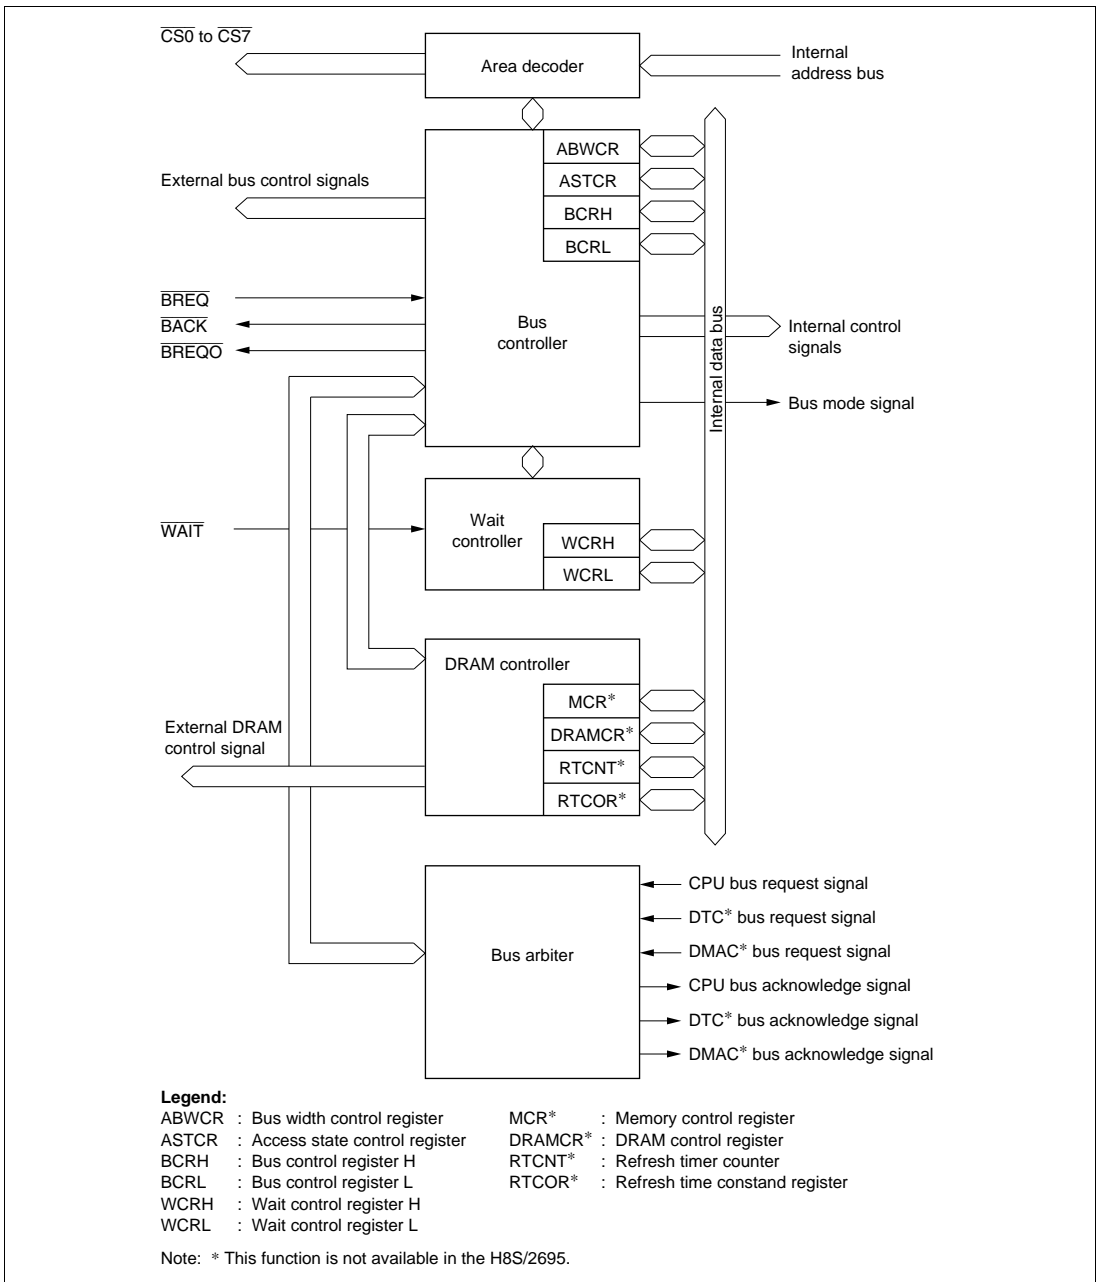 CS0 to CS7
Area decoder
Internal
address bus
ABWCR
ASTCR
BCRH
BCRL
External bus control signals
BREQ
BACK
BREQO
Bus
controller
Internal data bus
Internal control
signals
Bus mode signal
WAIT
Wait
controller
WCRH
WCRL
DRAM controller
MCR*
DRAMCR*
RTCNT*
RTCOR*
External DRAM
control signal
Bus arbiter
CPU bus request signal
DTC* bus request signal
DMAC* bus request signal
CPU bus acknowledge signal
DTC* bus acknowledge signal
DMAC* bus acknowledge signal
Legend:
ABWCR : Bus width control register
ASTCR : Access state control register
BCRH : Bus control register H
BCRL : Bus control register L
WCRH : Wait control register H
WCRL : Wait control register L
MCR* : Memory control register
DRAMCR* : DRAM control register
RTCNT* : Refresh timer counter
RTCOR* : Refresh time constand register
Note: * This function is not available in the H8S/2695.